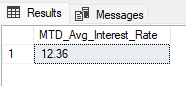 Results Messages
MTD_Avg_Interest_Rate
1 12.36